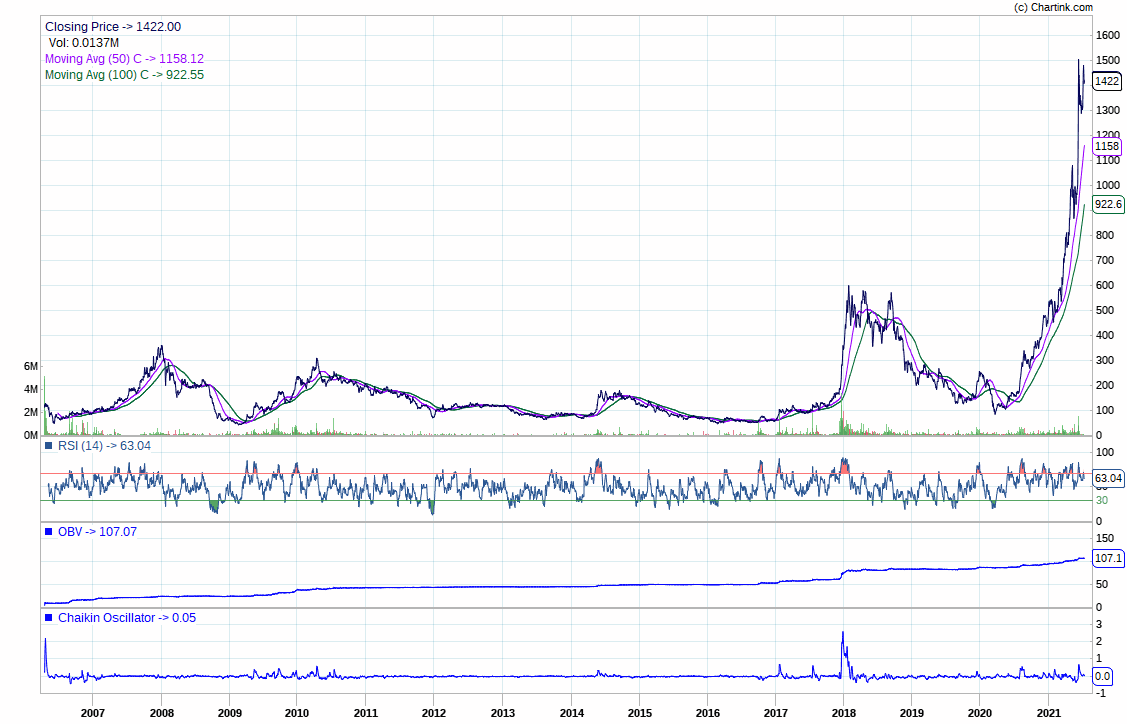 (c) Chartink.com
Closing Price -> 1422.00
Vol: 0.0137M
Moving Avg (50) C -> 1158.12
Moving Avg (100) C -> 922.55
1600
1500
1422
1300
1200
1158
1100
1000
922.6
800
700
600
500
400
300
200
100
0
6M
4M
2M
0M
RSI (14) -> 63.04
100
63.04
30
0
OBV -> 107.07
150
107.1
50
0
Chaikin Oscillator -> 0.05
3
2
1
0.0
-1
2007 2008 2009 2010 2011 2012 2013 2014 2015 2016 2017 2018 2019 2020 2021